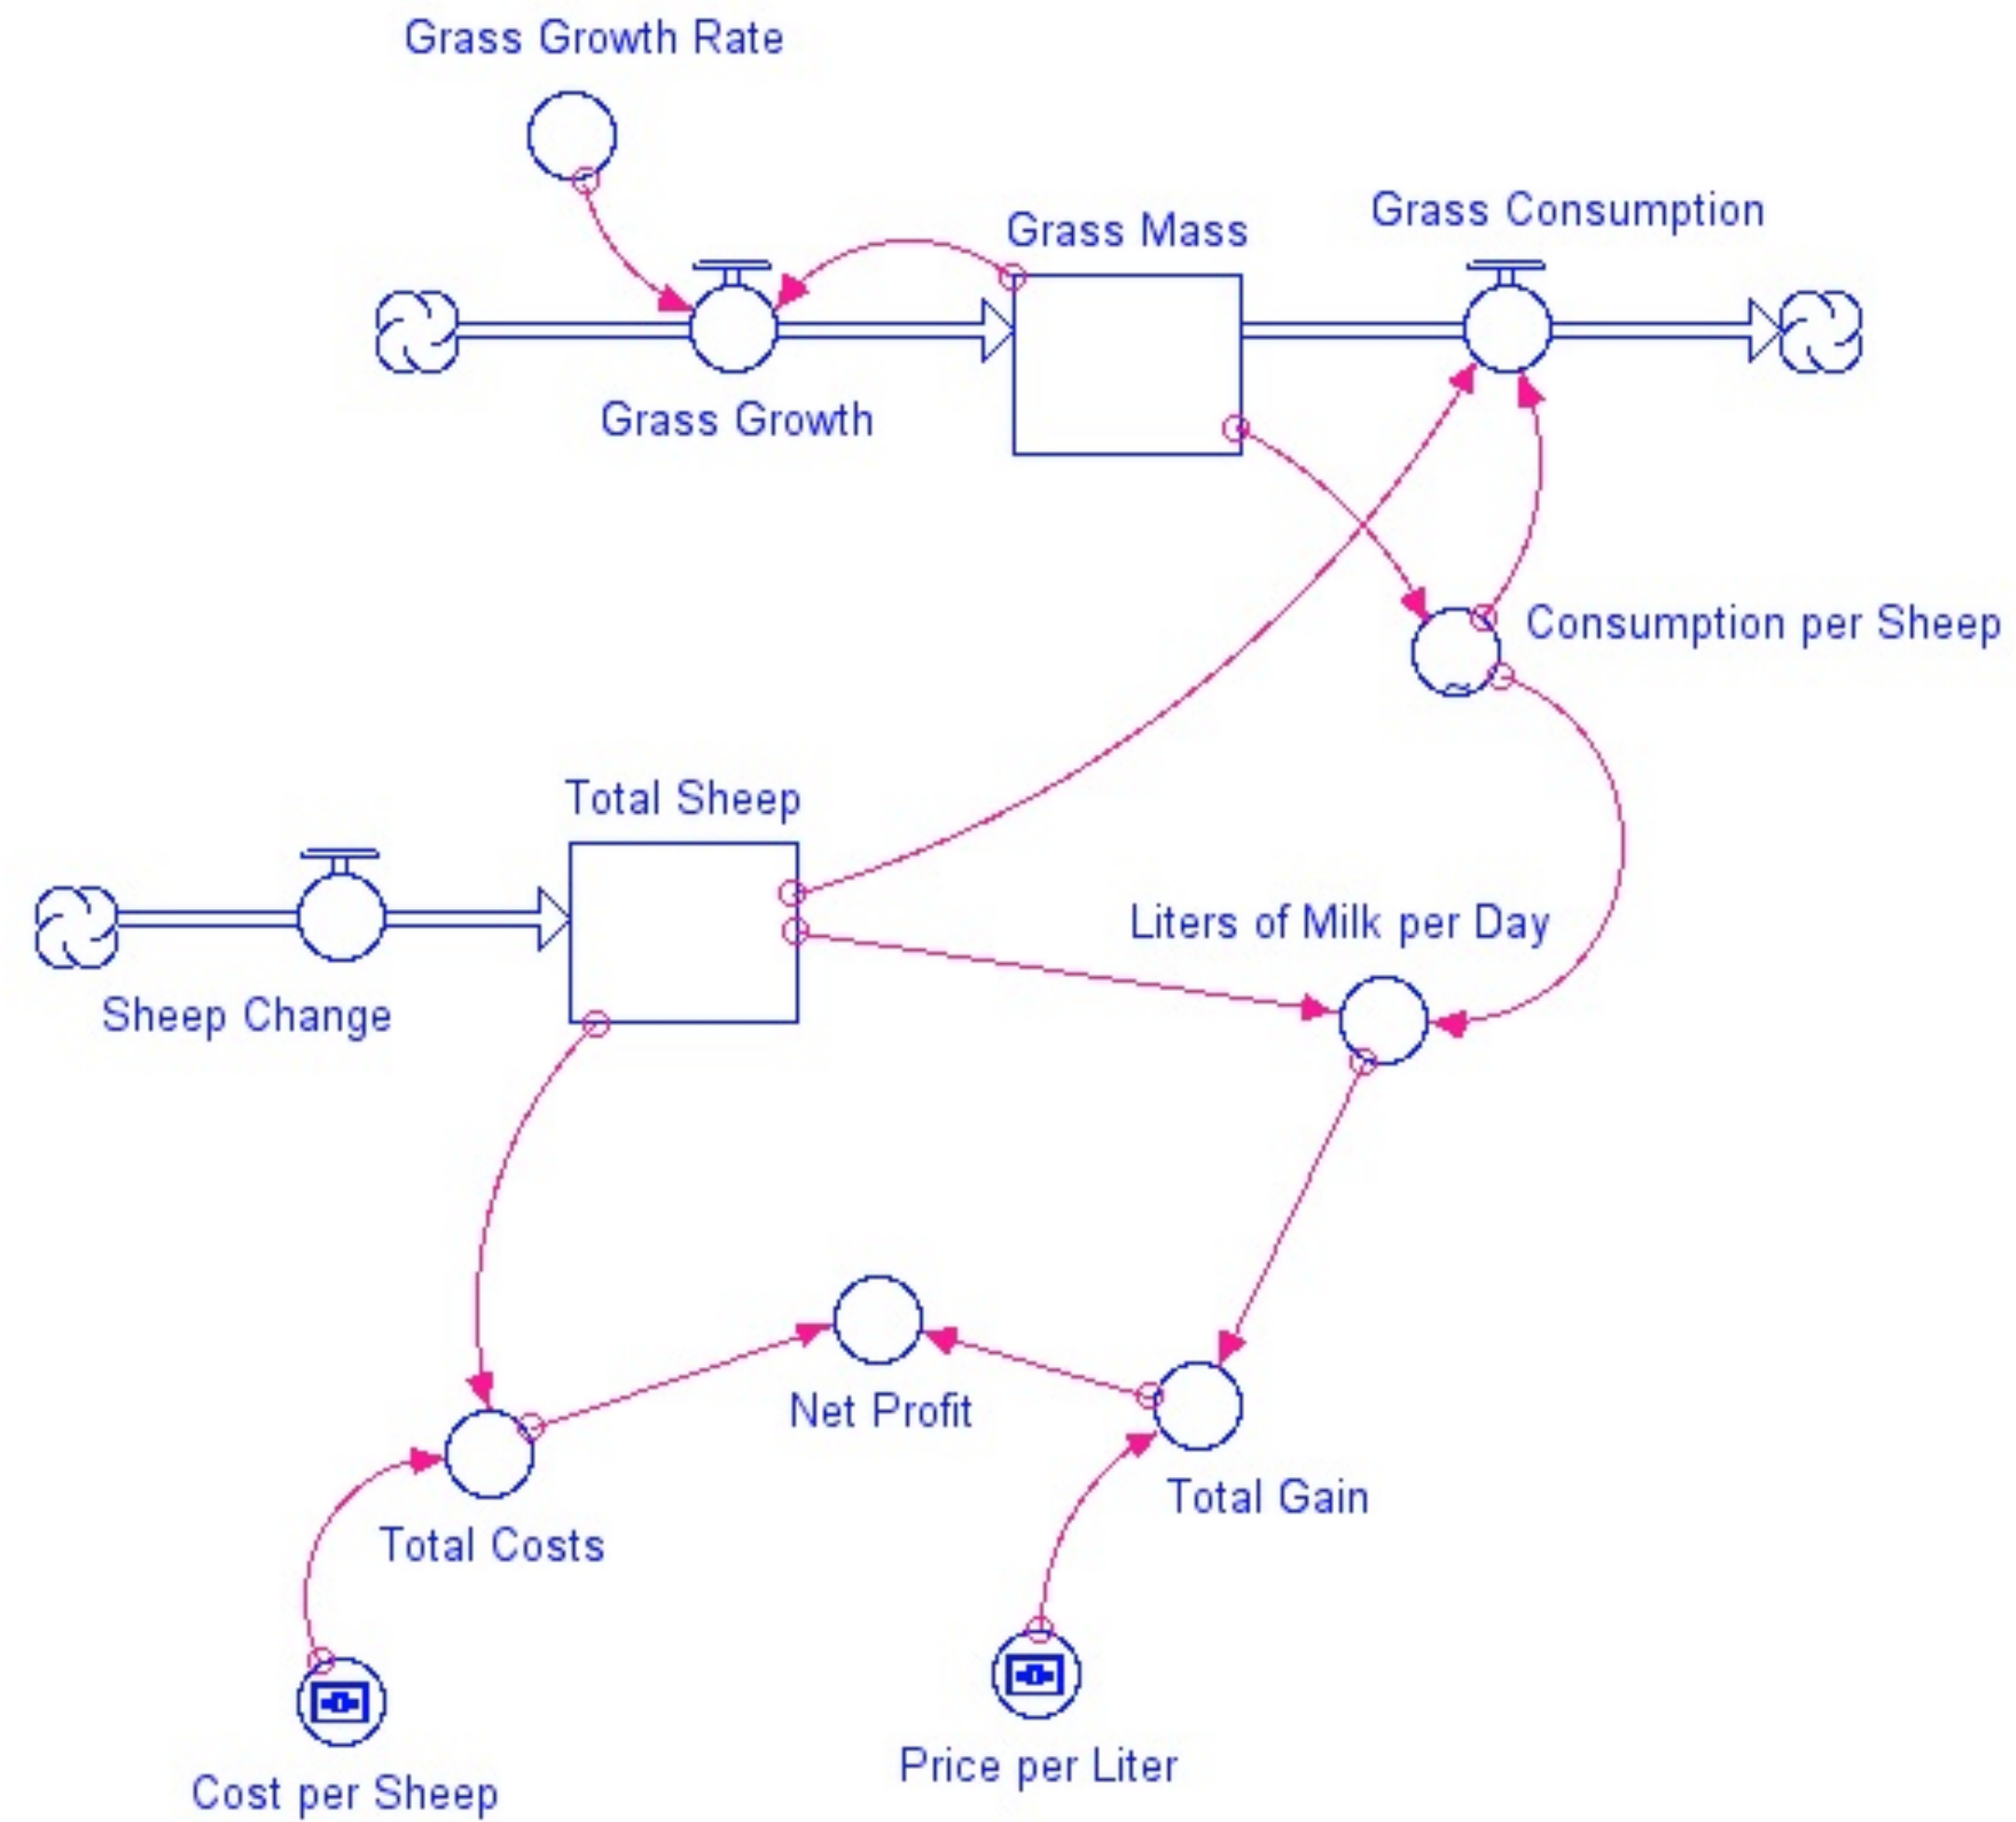 Grass Growth Rate
Grass Mass
Grass Consumption
Grass Growth
Consumption per Sheep
Total Sheep
Liters of Milk per Day
Sheep Change
Net Profit
Total Gain
Total Costs
Price per Liter
Cost per Sheep